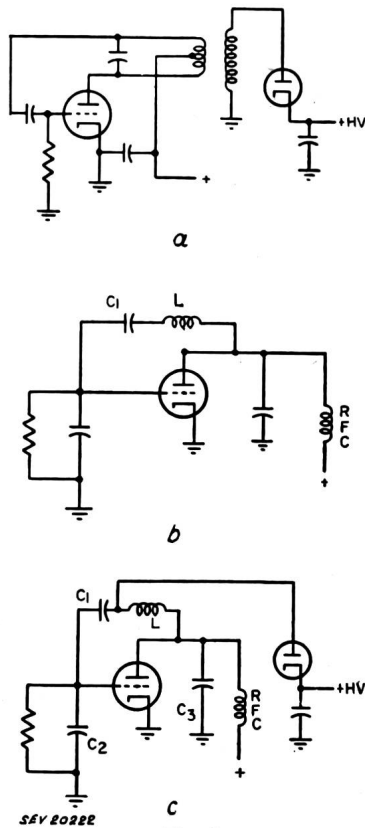 +HV
+
a
C1
L
RFC
+
b
C1
L
+HV
C3
RFC
C2
+
SEV 20222
c